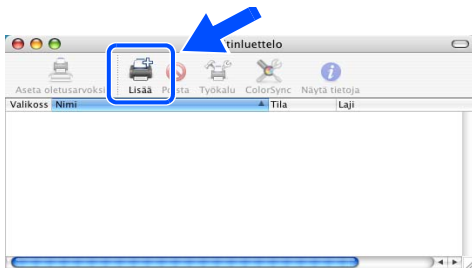 tinluettelo
Aseta oletusarvoksi Lisää Poista Työkalu ColorSync Näytä tietoja
Valikoss Nimi Tila Laji